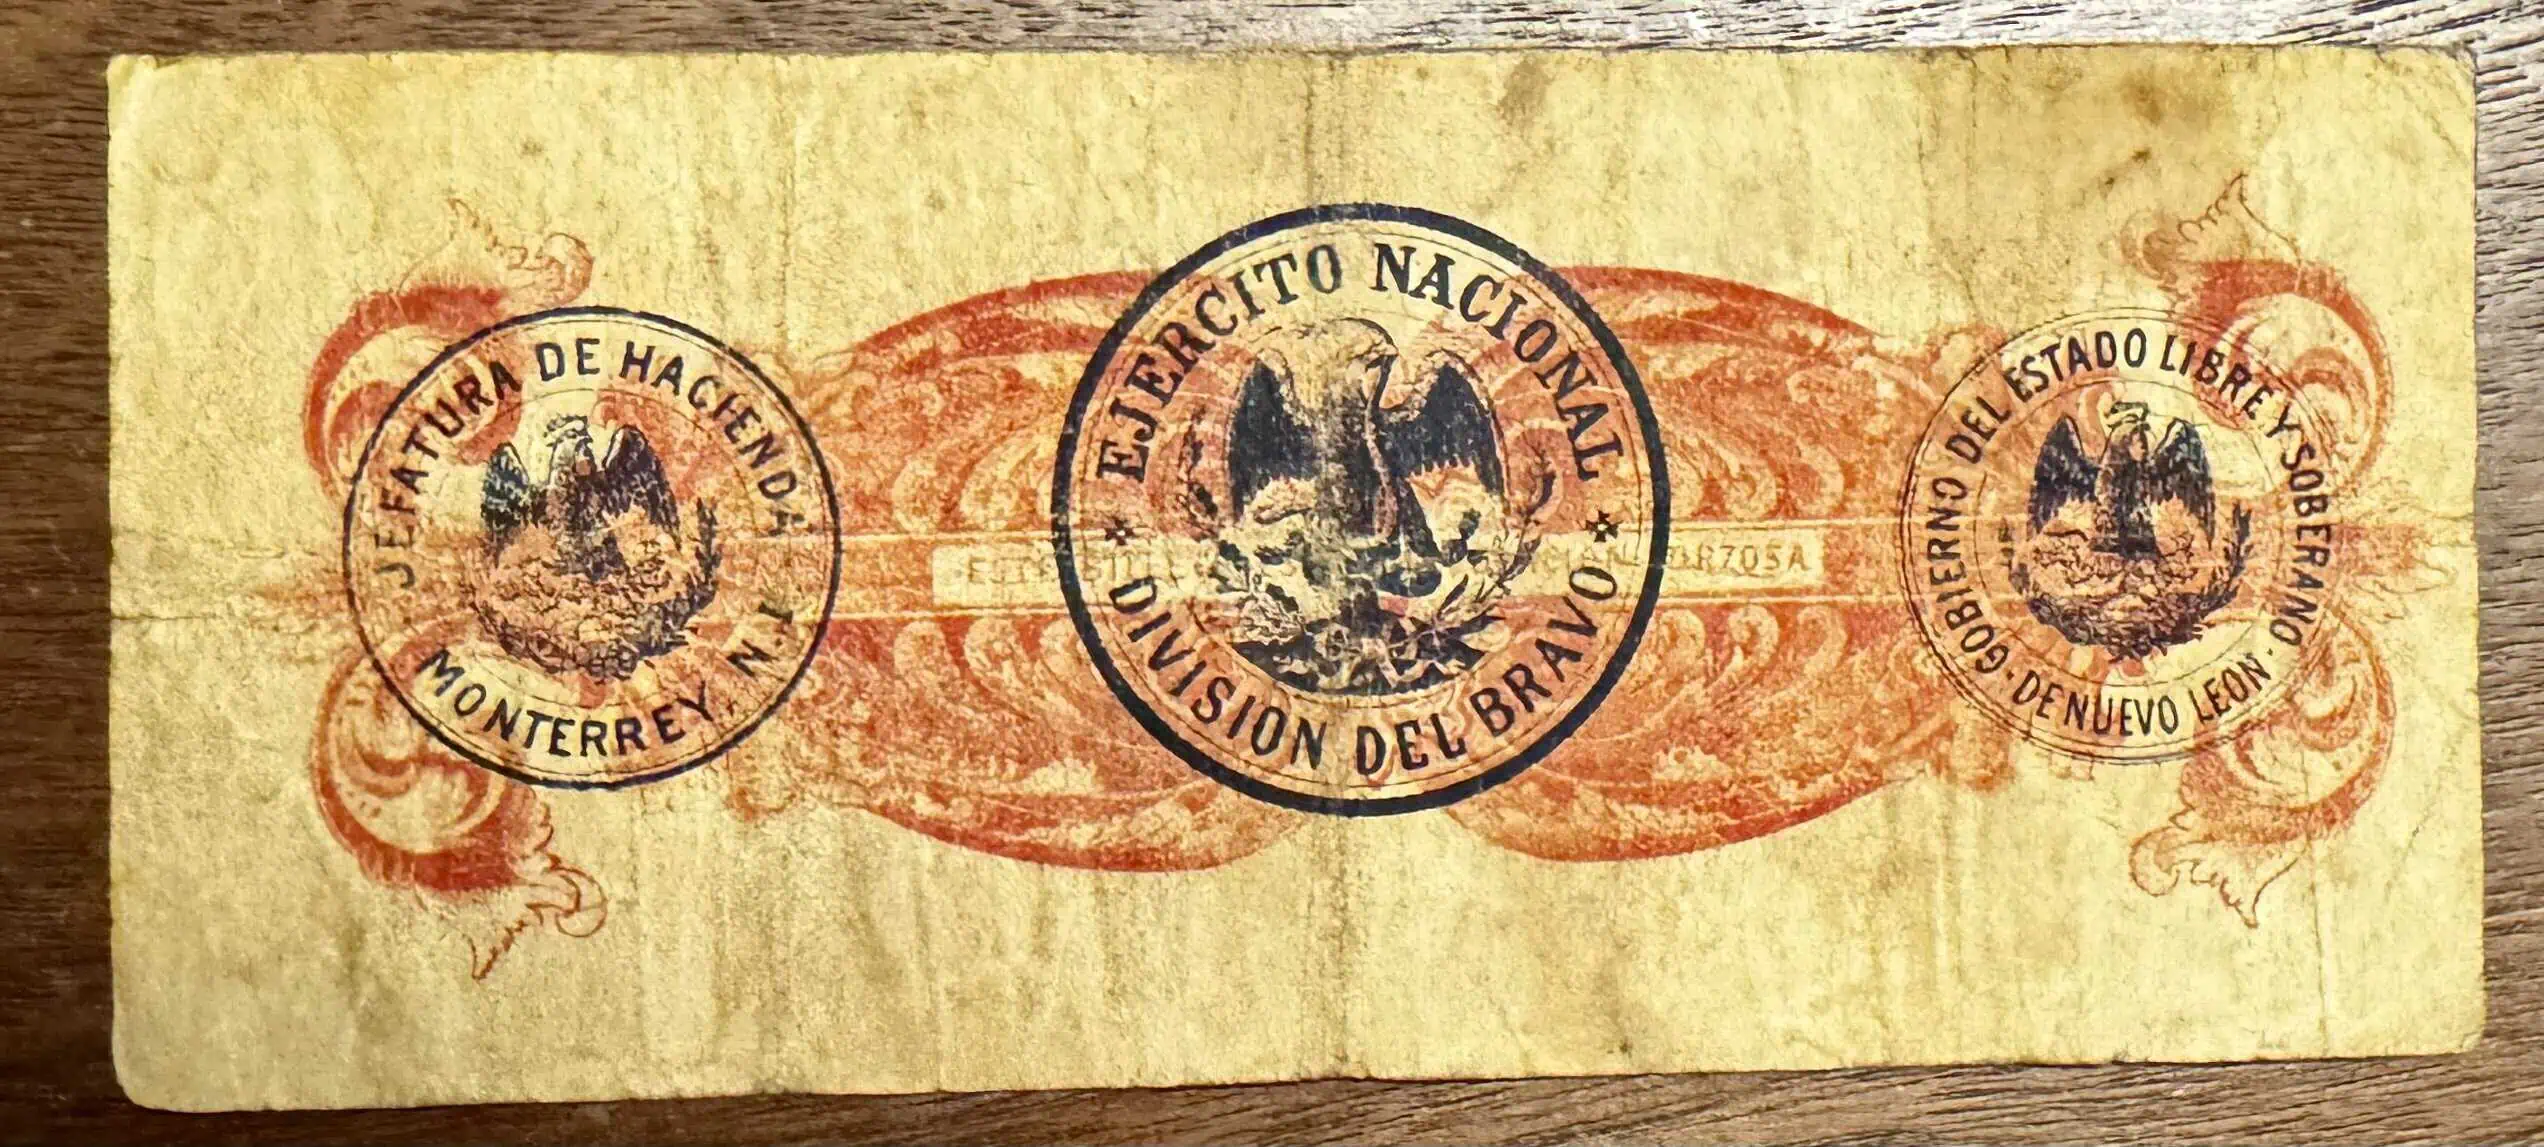 JEFATURA DE HACIENDA
MONTERREY, N. L.
EJERCITO NACIONAL
DIVISION DEL BRAVO
GOBIERNO DEL ESTADO LIBRE Y SOBERANO
DE NUEVO LEON